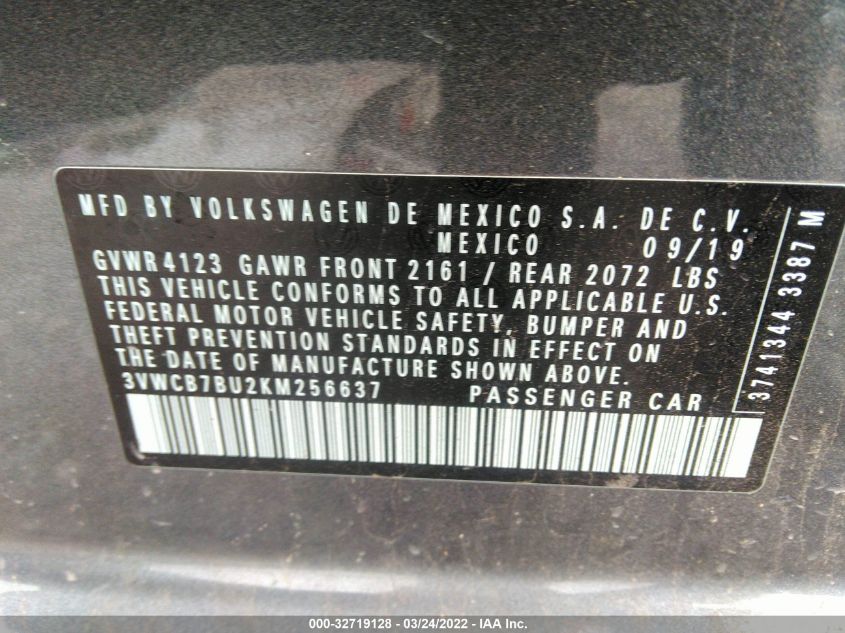 MFD BY VOLKSWAGEN DE MEXICO S.A. DE C.V.
MEXICO 09/19
GVWR 4123 GAWR FRONT 2161 / REAR 2072 LBS
THIS VEHICLE CONFORMS TO ALL APPLICABLE U.S.
FEDERAL MOTOR VEHICLE SAFETY, BUMPER AND
THEFT PREVENTION STANDARDS IN EFFECT ON
THE DATE OF MANUFACTURE SHOWN ABOVE.
3VWCB7BU2KM256637 PASSENGER CAR
3741344 3387 M
000-32719128 - 03/24/2022 - IAA Inc.